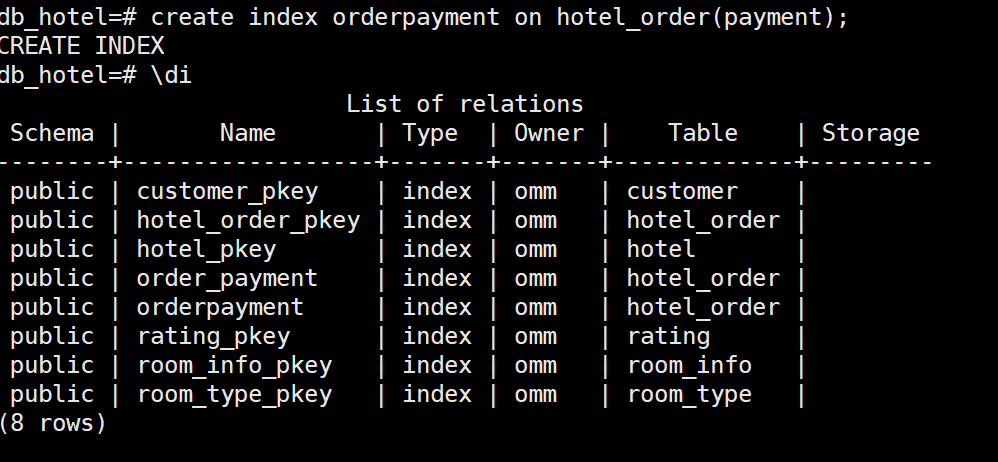 db_hotel=# create index orderpayment on hotel_order(payment);
CREATE INDEX
db_hotel=# \di
                         List of relations
 Schema |       Name       | Type  | Owner |    Table    | Storage
--------+------------------+-------+-------+-------------+---------
 public | customer_pkey    | index | omm   | customer    |
 public | hotel_order_pkey | index | omm   | hotel_order |
 public | hotel_pkey       | index | omm   | hotel       |
 public | order_payment    | index | omm   | hotel_order |
 public | orderpayment     | index | omm   | hotel_order |
 public | rating_pkey      | index | omm   | rating      |
 public | room_info_pkey   | index | omm   | room_info   |
 public | room_type_pkey   | index | omm   | room_type   |
(8 rows)